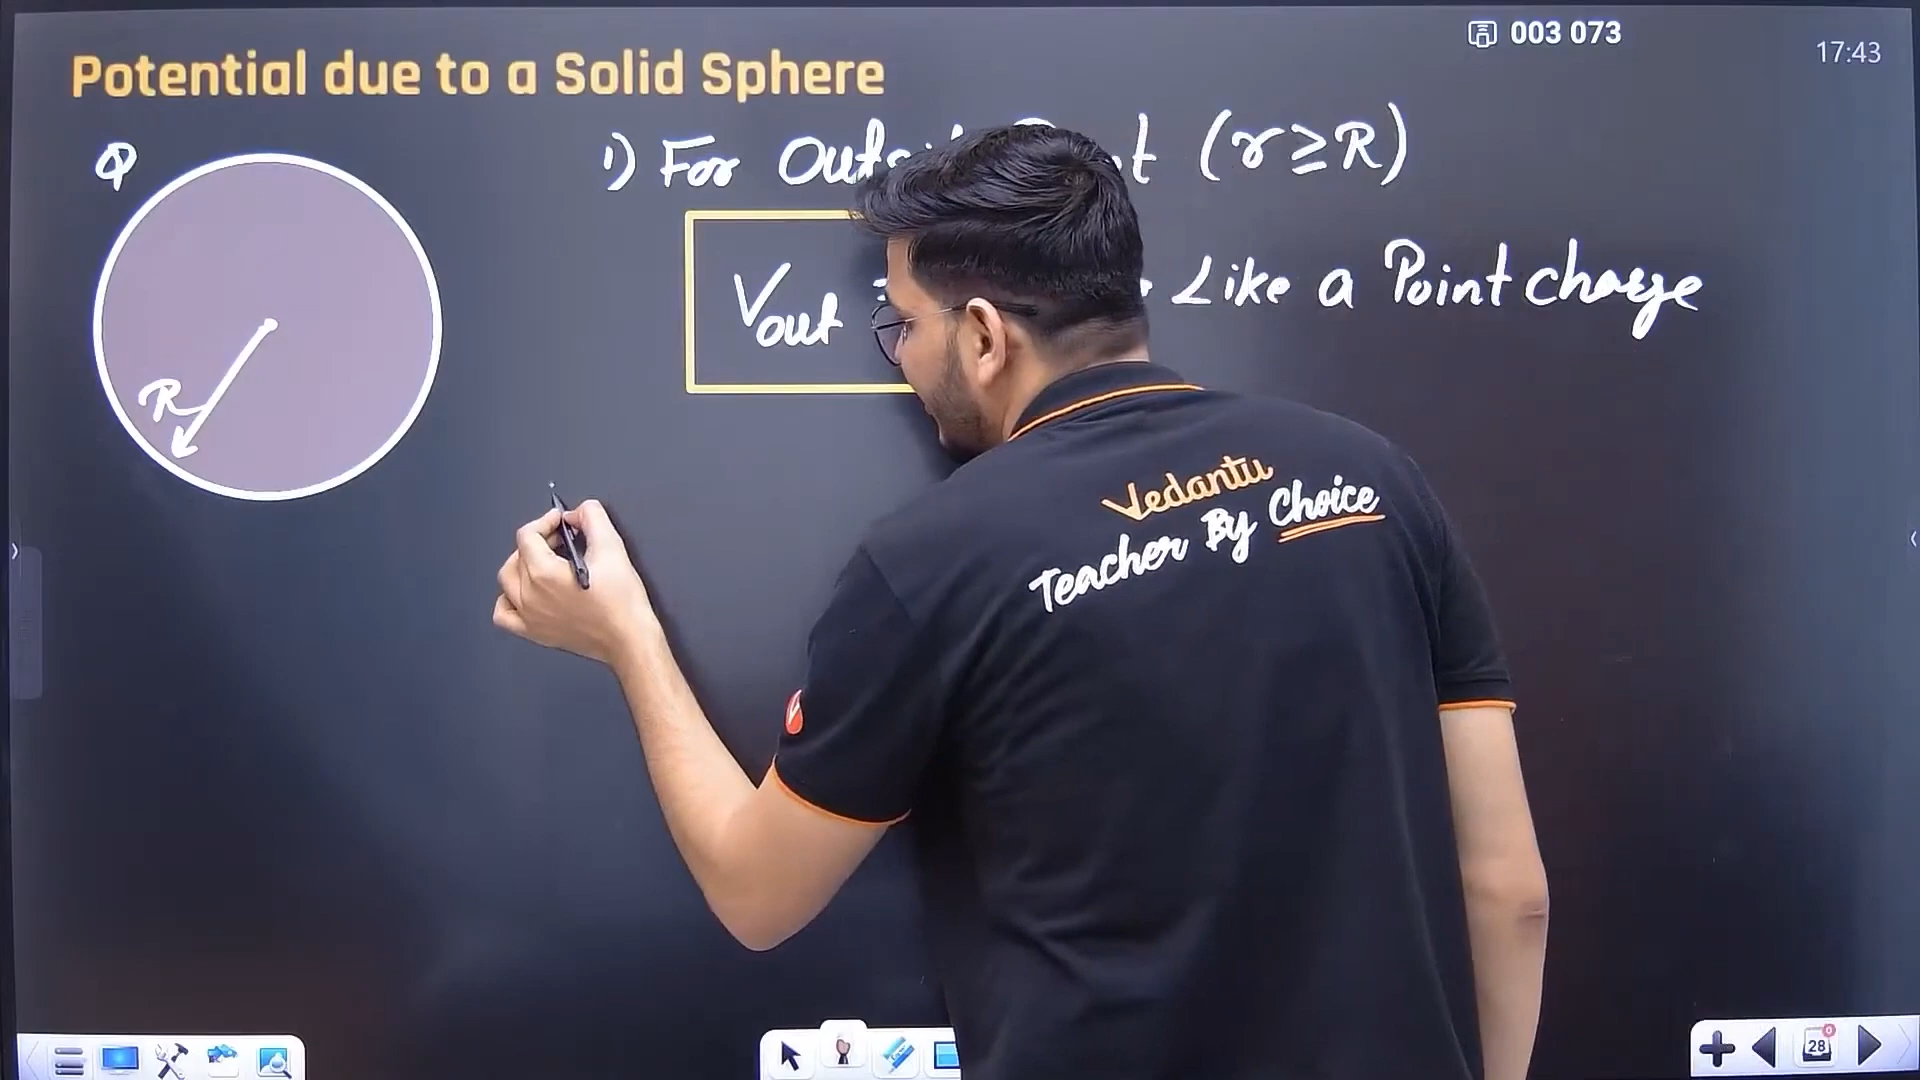 003 073
17:43
Potential due to a Solid Sphere
Q
1) For (r≥R)
Vout
Like a Point charge
R
Vedantu
Teacher By Choice
28
0